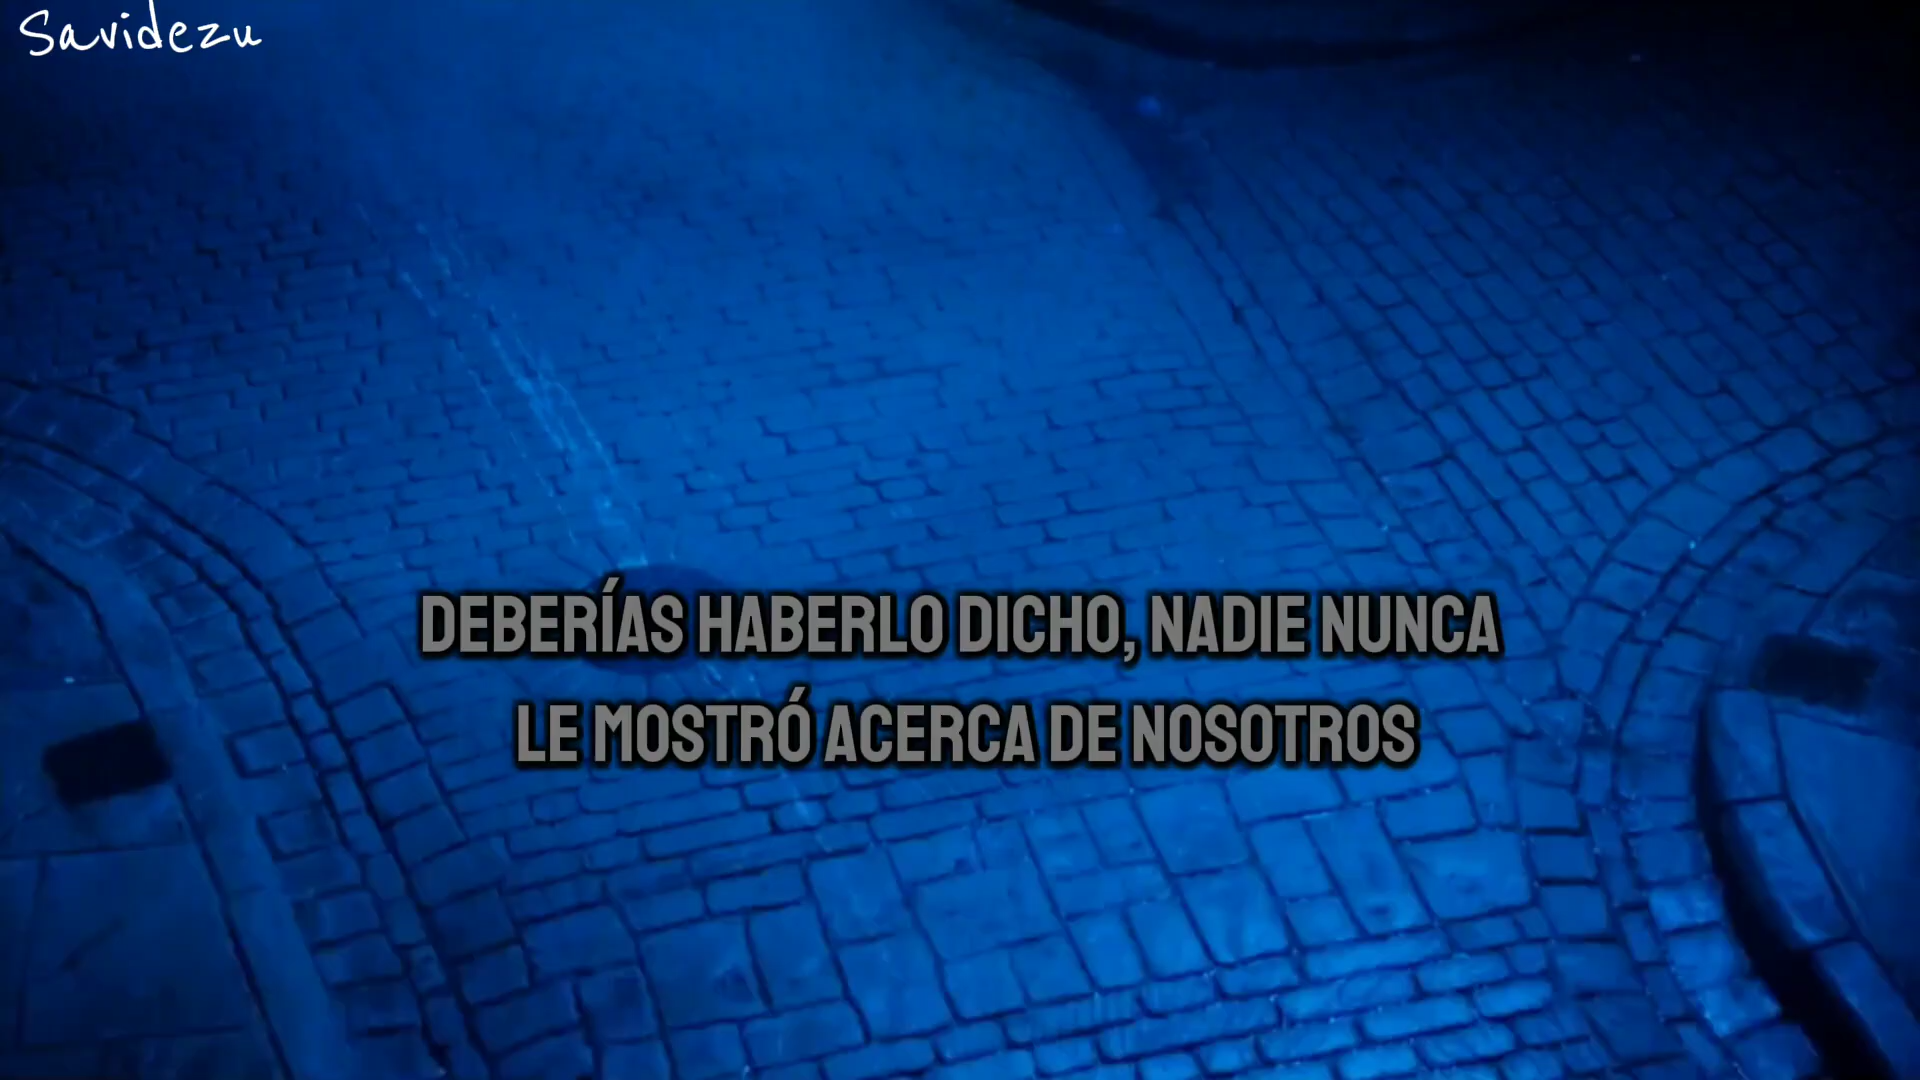 Savidezu
DEBERÍAS HABERLO DICHO, NADIE NUNCA
LE MOSTRÓ ACERCA DE NOSOTROS